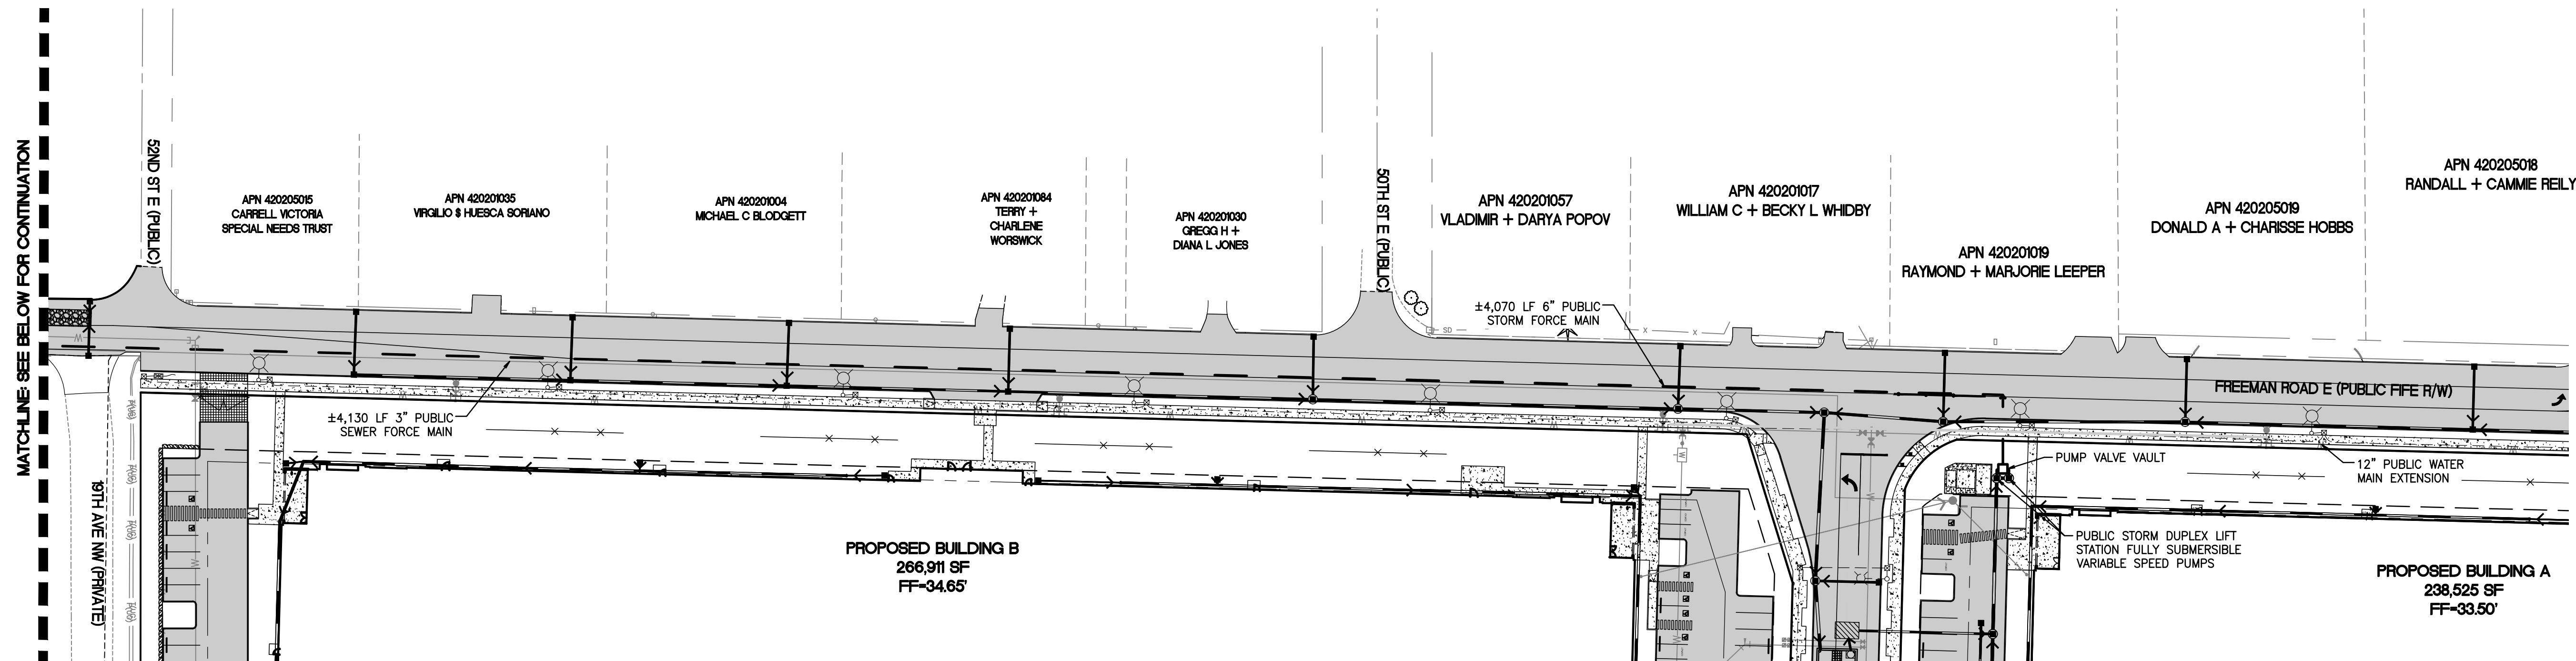 MATCHLINE: SEE BELOW FOR CONTINUATION
52ND ST E (PUBLIC)
19TH AVE NW (PRIVATE)
APN 420205015
CARRELL VICTORIA
SPECIAL NEEDS TRUST
APN 420201035
VIRGILIO $ HUESCA SORIANO
APN 420201004
MICHAEL C BLODGETT
APN 420201084
TERRY +
CHARLENE
WORSWICK
APN 420201030
GREGG H +
DIANA L JONES
50TH ST E (PUBLIC)
APN 420201057
VLADIMIR + DARYA POPOV
APN 420201017
WILLIAM C + BECKY L WHIDBY
APN 420201019
RAYMOND + MARJORIE LEEPER
APN 420205019
DONALD A + CHARISSE HOBBS
APN 420205018
RANDALL + CAMMIE REILY
±4,070 LF 6" PUBLIC
STORM FORCE MAIN
SD
FREEMAN ROAD E (PUBLIC FIFE R/W)
±4,130 LF 3" PUBLIC
SEWER FORCE MAIN
PUMP VALVE VAULT
12" PUBLIC WATER
MAIN EXTENSION
PUBLIC STORM DUPLEX LIFT
STATION FULLY SUBMERSIBLE
VARIABLE SPEED PUMPS
PROPOSED BUILDING B
266,911 SF
FF=34.65'
PROPOSED BUILDING A
238,525 SF
FF=33.50'